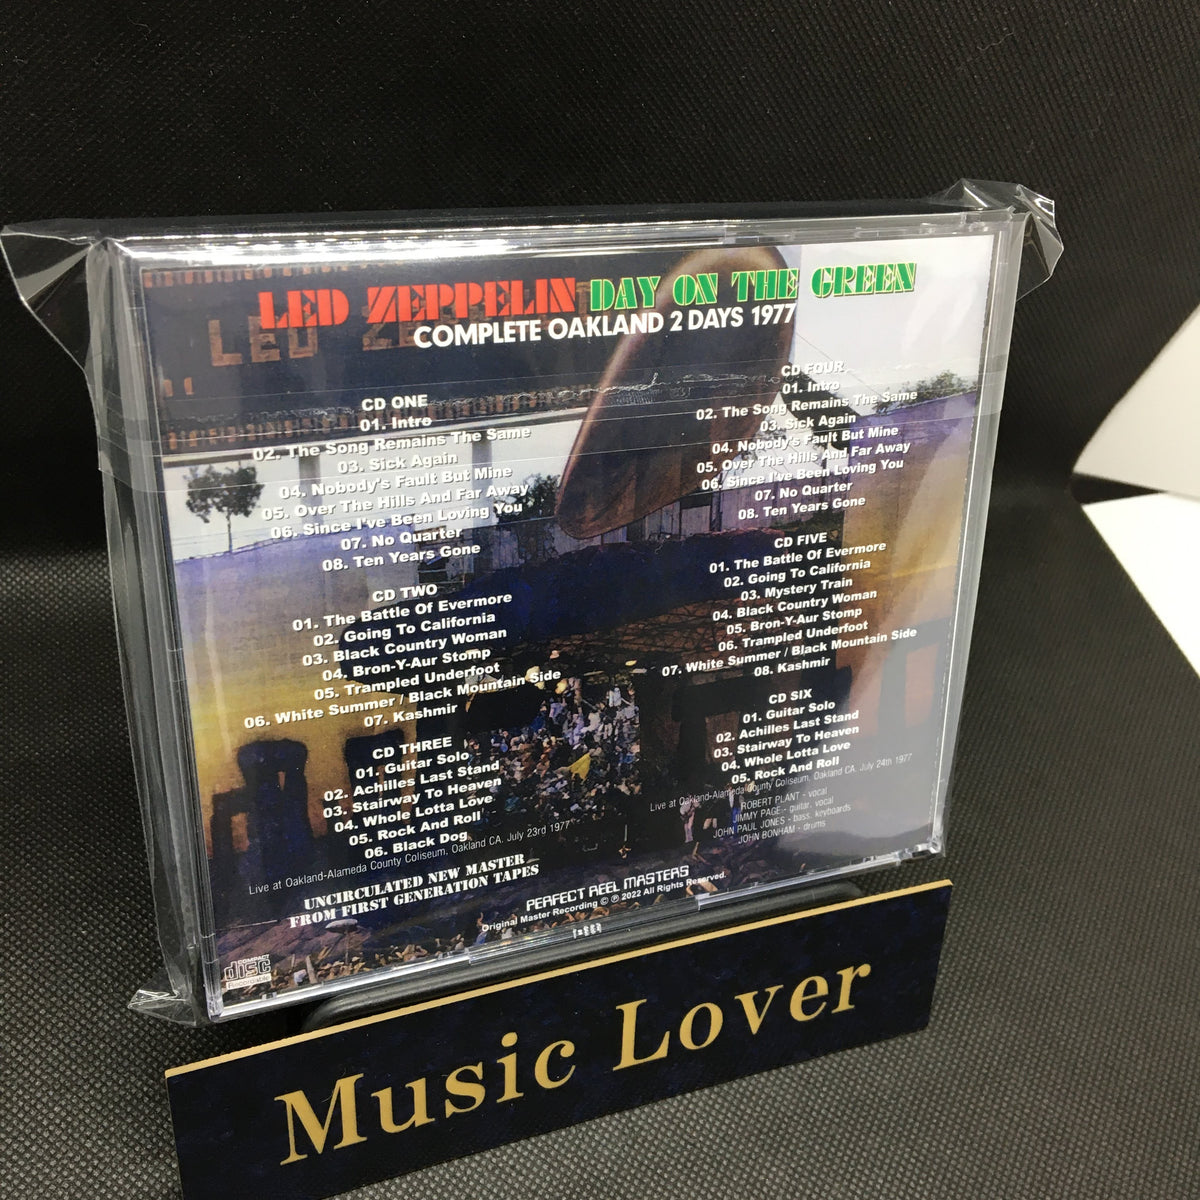 LED ZEPPELIN DAY ON THE GREEN
COMPLETE OAKLAND 2 DAYS 1977
CD ONE
01. Intro
02. The Song Remains The Same
03. Sick Again
04. Nobody's Fault But Mine
05. Over The Hills And Far Away
06. Since I've Been Loving You
07. No Quarter
08. Ten Years Gone
CD TWO
01. The Battle Of Evermore
02. Going To California
03. Black Country Woman
04. Bron-Y-Aur Stomp
05. Trampled Underfoot
06. White Summer / Black Mountain Side
07. Kashmir
CD THREE
01. Guitar Solo
02. Achilles Last Stand
03. Stairway To Heaven
04. Whole Lotta Love
05. Rock And Roll
06. Black Dog
Live at Oakland-Alameda County Coliseum, Oakland CA. July 23rd 1977
UNCIRCULATED NEW MASTER
FROM FIRST GENERATION TAPES
CD FOUR
01. Intro
02. The Song Remains The Same
03. Sick Again
04. Nobody's Fault But Mine
05. Over The Hills And Far Away
06. Since I've Been Loving You
07. No Quarter
08. Ten Years Gone
CD FIVE
01. The Battle Of Evermore
02. Going To California
03. Mystery Train
04. Black Country Woman
05. Bron-Y-Aur Stomp
06. Trampled Underfoot
07. White Summer / Black Mountain Side
08. Kashmir
CD SIX
01. Guitar Solo
02. Achilles Last Stand
03. Stairway To Heaven
04. Whole Lotta Love
05. Rock And Roll
Live at Oakland-Alameda County Coliseum, Oakland CA. July 24th 1977
ROBERT PLANT - vocal
JIMMY PAGE - guitar, vocal
JOHN PAUL JONES - bass, keyboards
JOHN BONHAM - drums
PERFECT REEL MASTERS
Original Master Recording © ℗ 2022 All Rights Reserved.
COMPACT
disc
Recordable
LED ZE
Music Lover